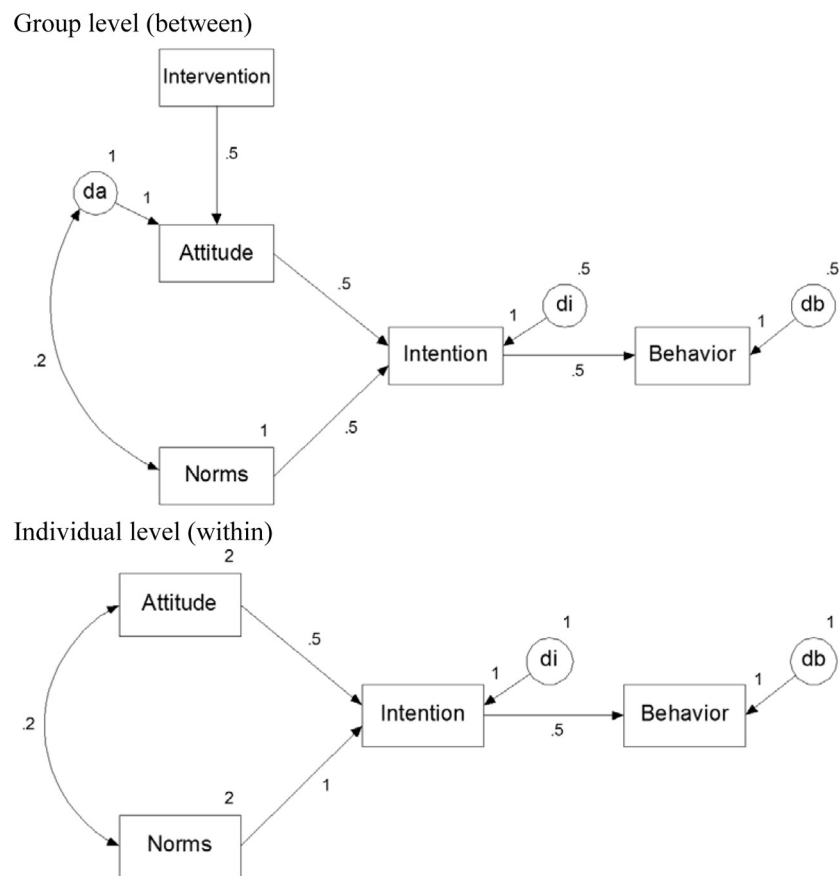 Group level (between)
Intervention
.5
1
da
1
Attitude
.5
.5
di
1
.5
db
1
Intention
.5
Behavior
.2
1
.5
Norms
Individual level (within)
2
Attitude
.5
1
di
1
1
db
1
Intention
.5
Behavior
.2
2
1
Norms